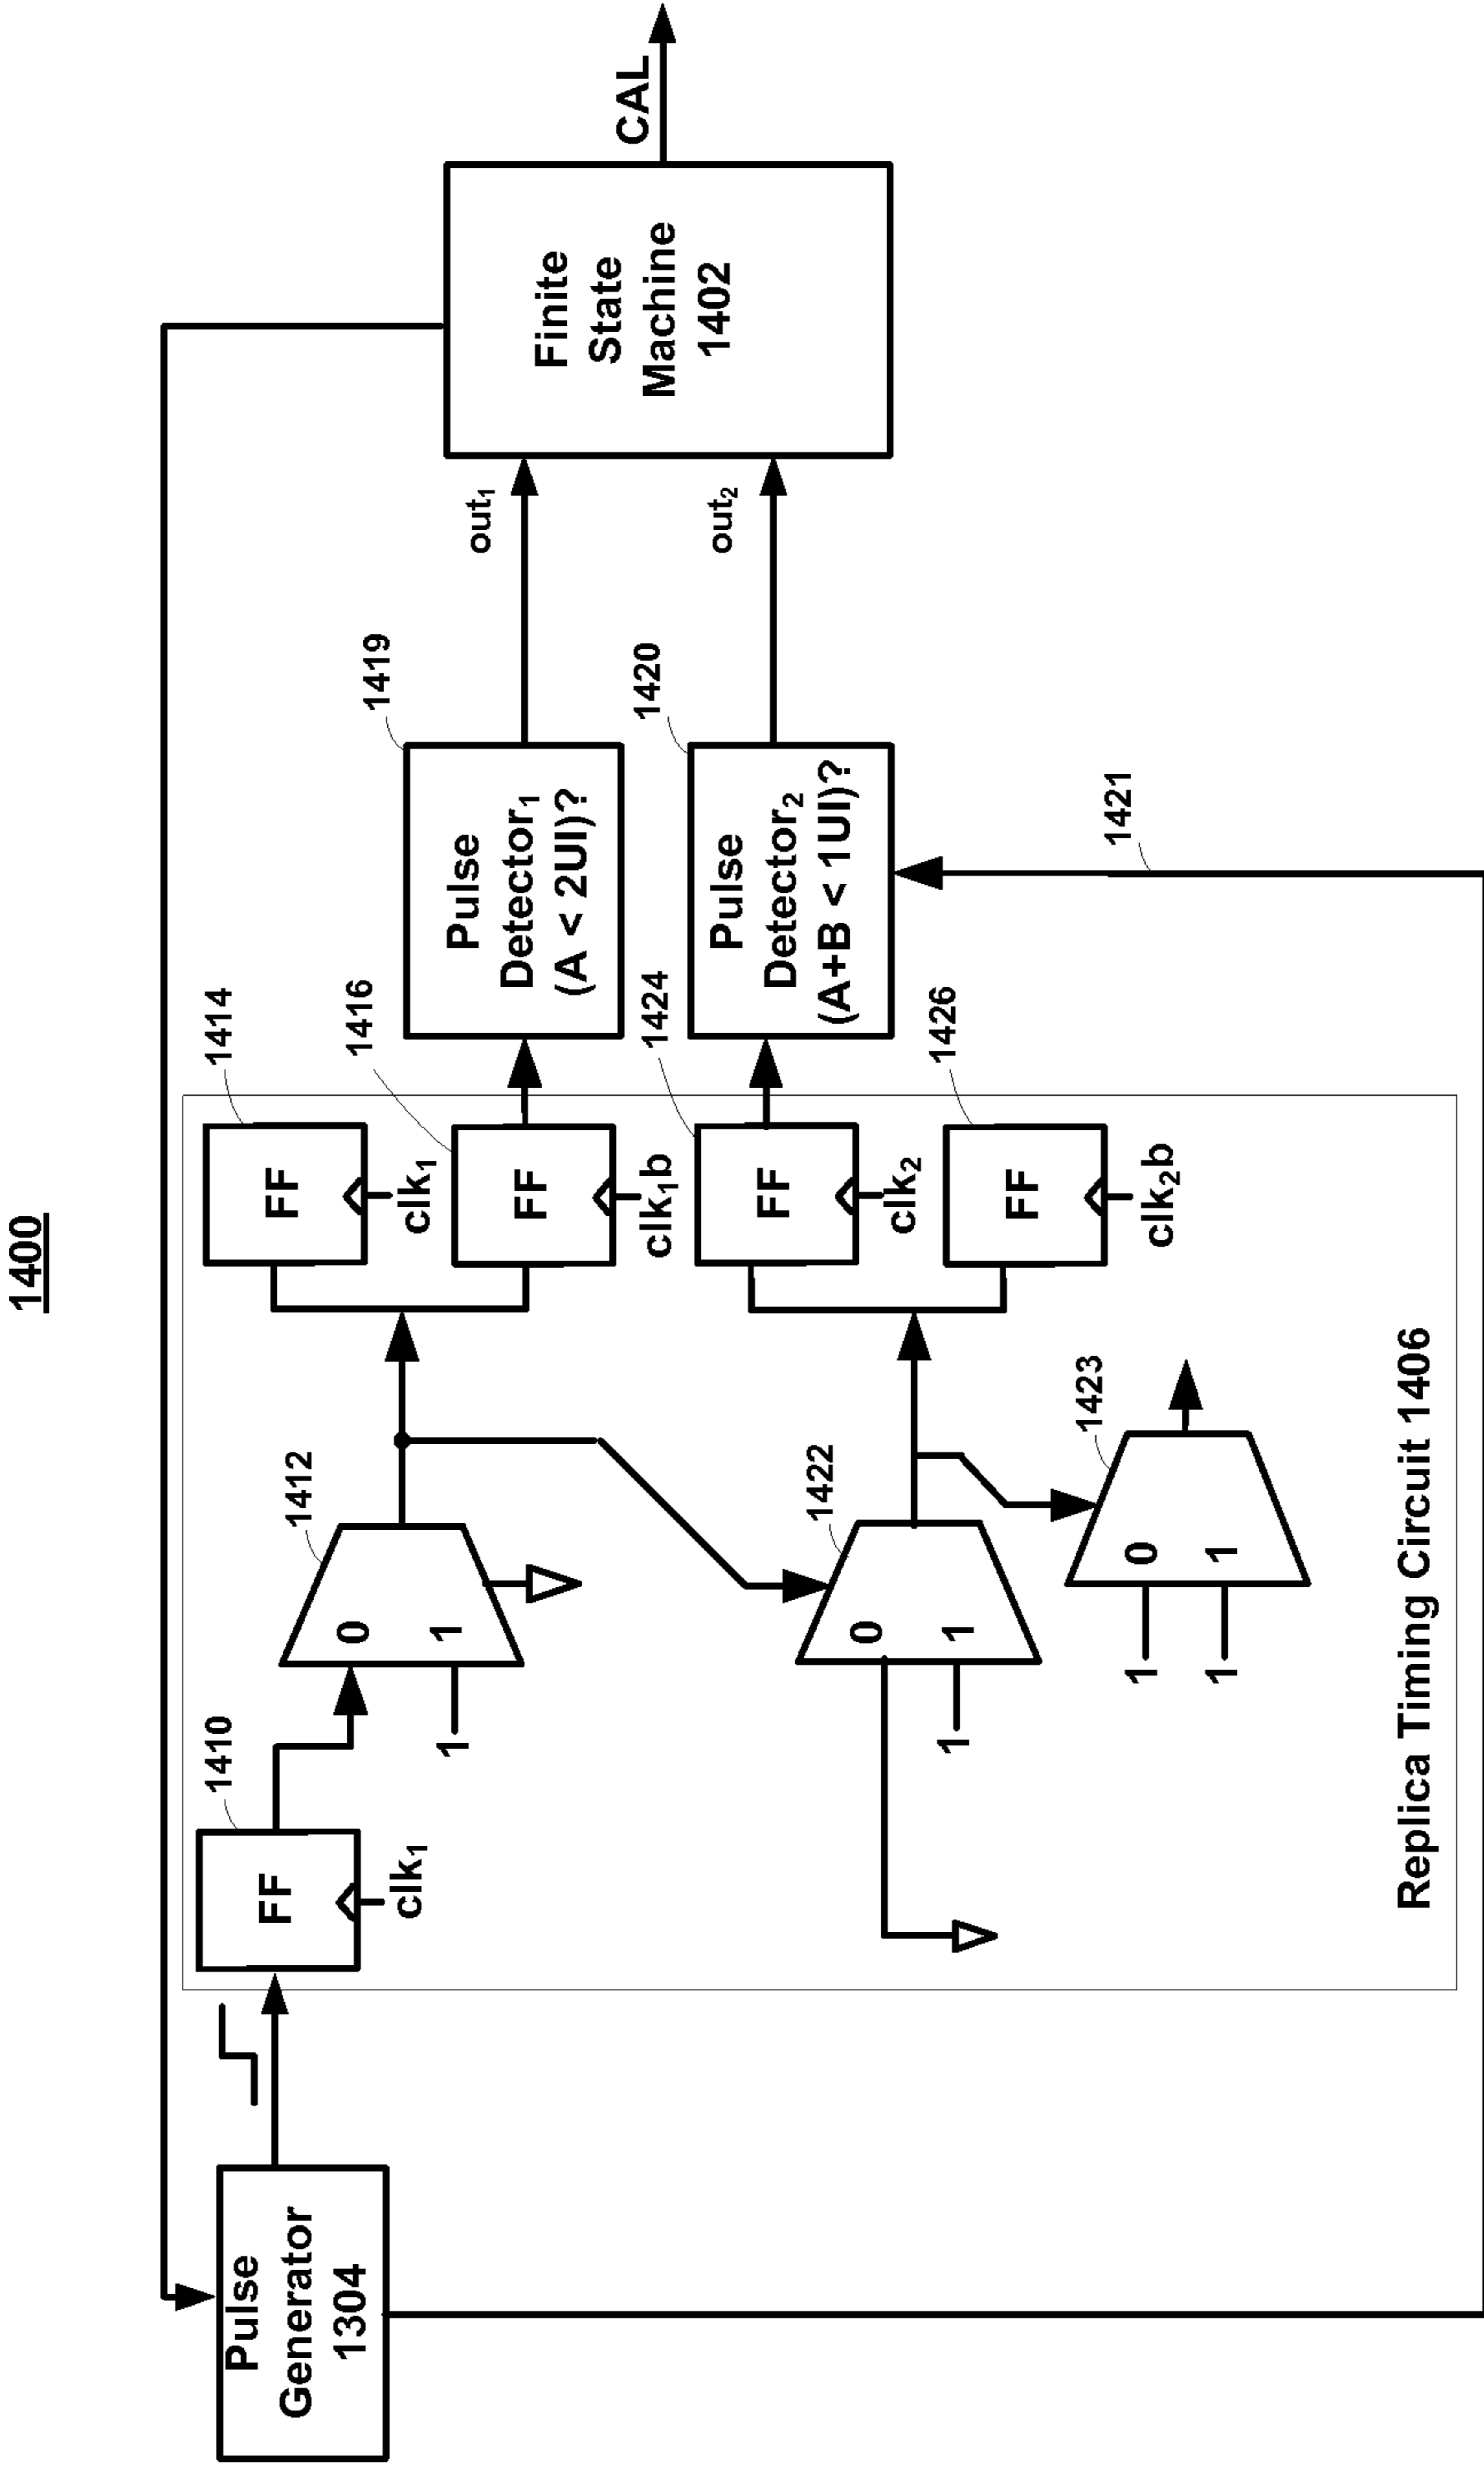 1400
Pulse
Generator
1304
1410
FF
clk₁
1412
0
1
1
1414
FF
clk₁
1416
FF
clk₁b
1419
Pulse
Detector₁
(A < 2UI)?
out₁
Finite
State
Machine
1402
CAL
1422
0
1
1
1424
FF
clk₂
1426
FF
clk₂b
1420
Pulse
Detector₂
(A+B < 1UI)?
out₂
1421
1423
0
1
1
1
Replica Timing Circuit 1406